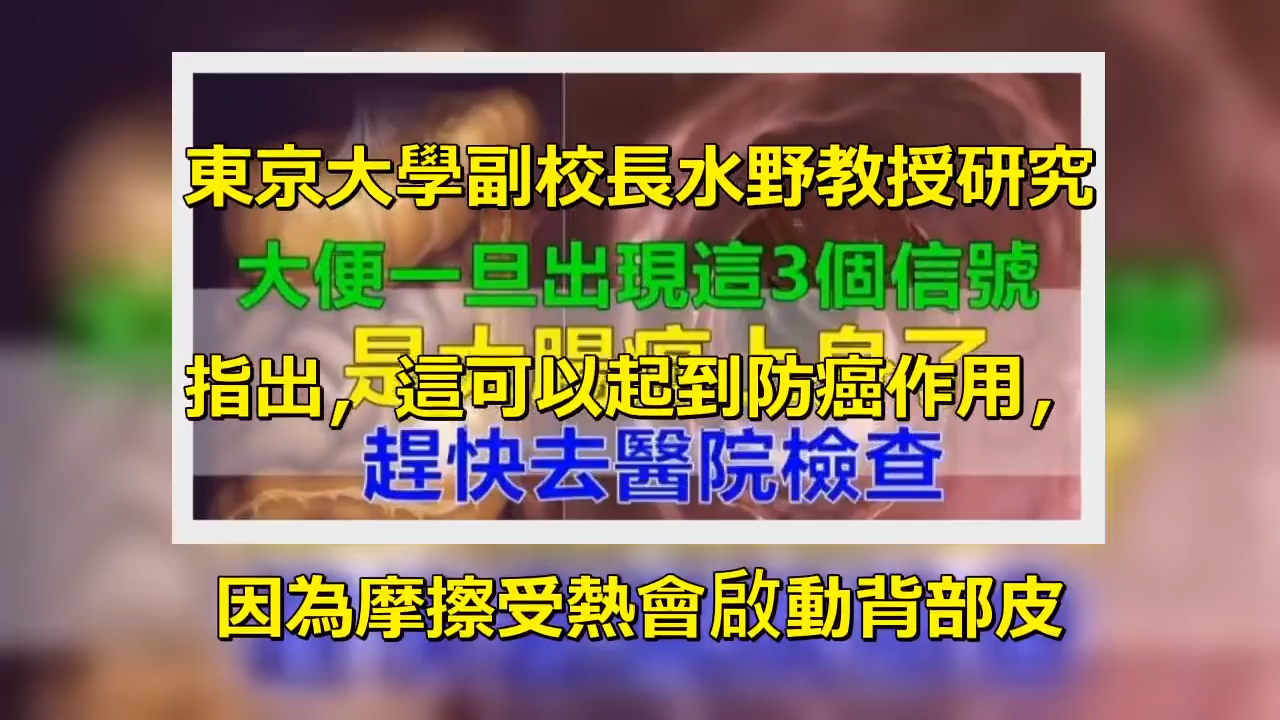 東京大學副校長水野教授研究
大便一旦出現這3個信號
指出，這可以起到防癌作用，
趕快去醫院檢查
因為摩擦受熱會啟動背部皮